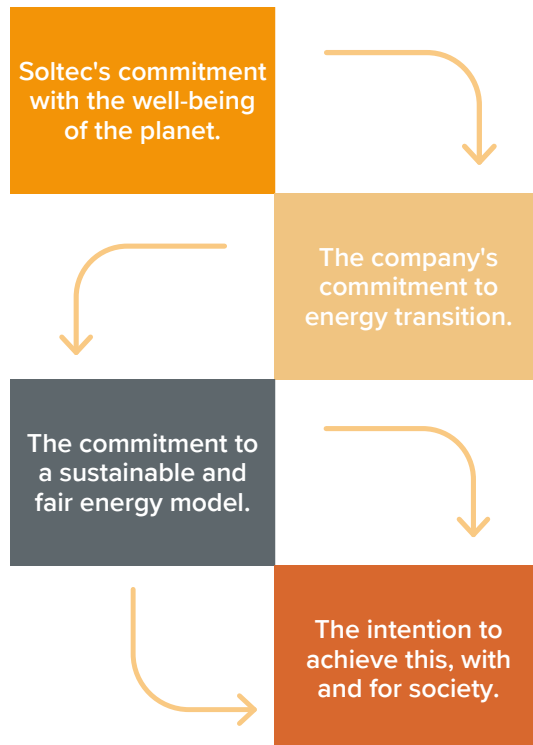 Soltec's commitment
with the well-being
of the planet.
The company's
commitment to
energy transition.
The commitment to
a sustainable and
fair energy model.
The intention to
achieve this, with
and for society.